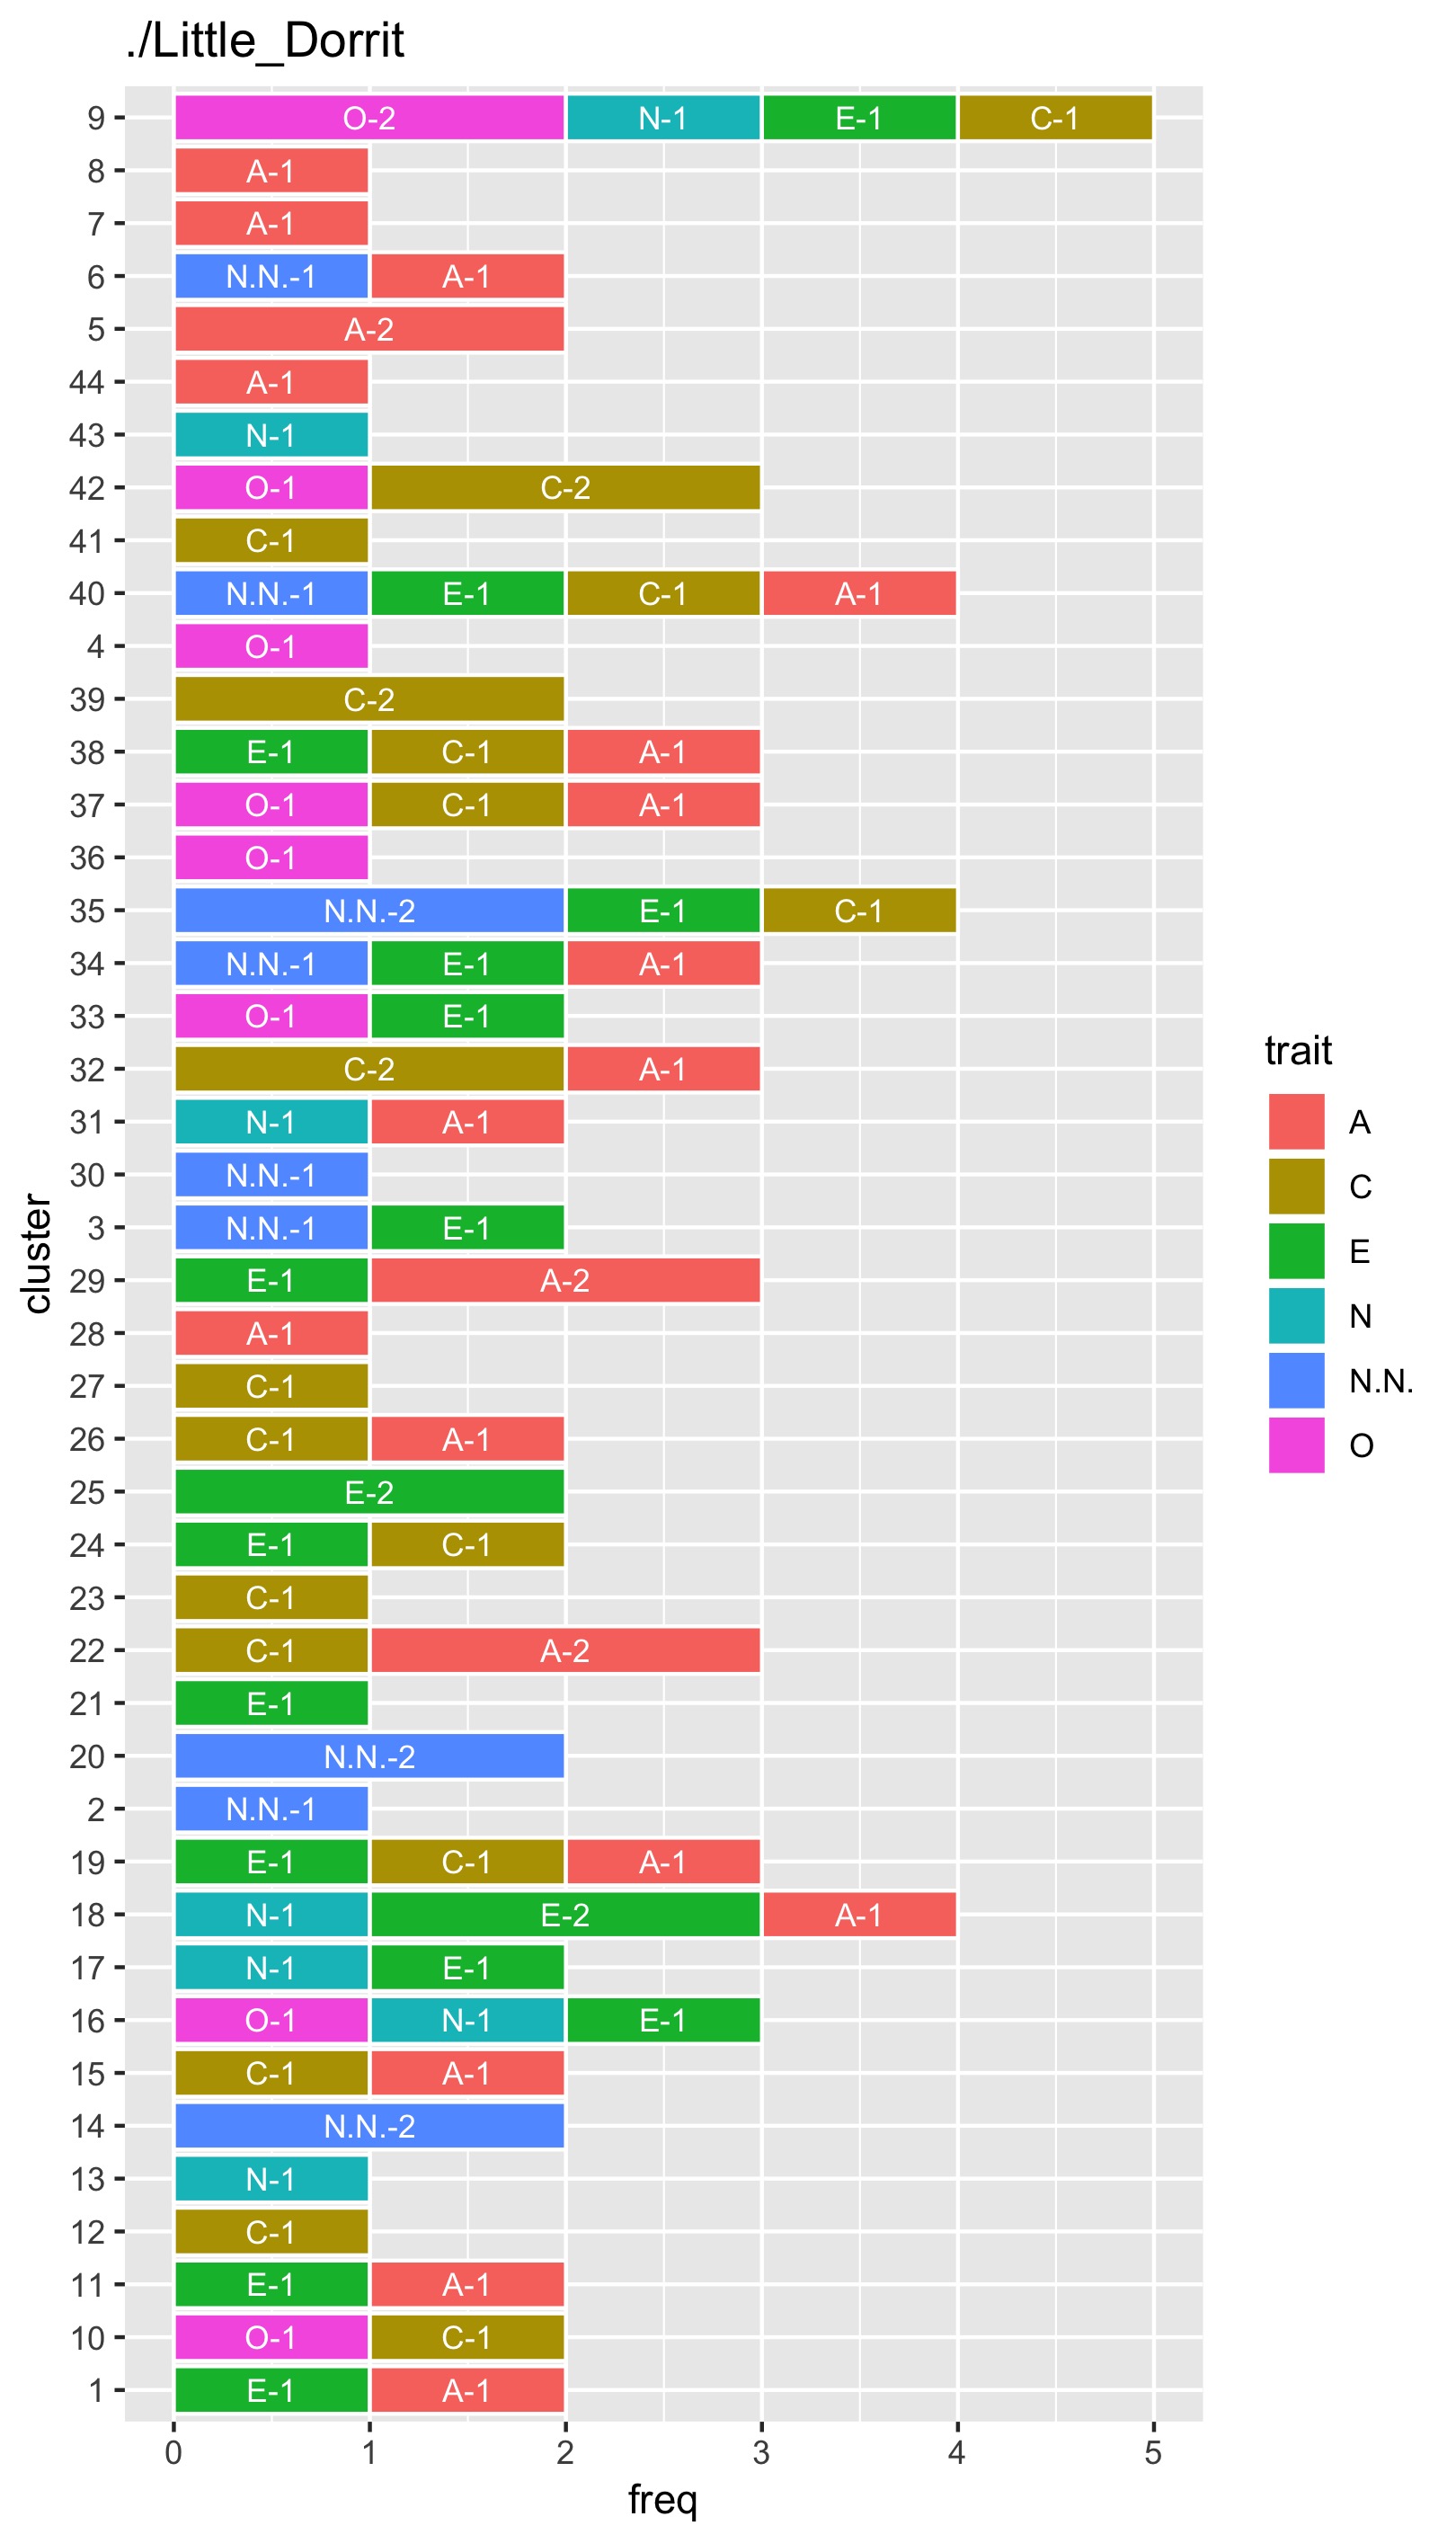 ./Little_Dorrit
9 O-2 N-1 E-1 C-1
8 A-1
7 A-1
6 N.N.-1 A-1
5 A-2
44 A-1
43 N-1
42 O-1 C-2
41 C-1
40 N.N.-1 E-1 C-1 A-1
4 O-1
39 C-2
38 E-1 C-1 A-1
37 O-1 C-1 A-1
36 O-1
35 N.N.-2 E-1 C-1
34 N.N.-1 E-1 A-1
33 O-1 E-1
32 C-2 A-1
31 N-1 A-1
30 N.N.-1
3 N.N.-1 E-1
29 E-1 A-2
28 A-1
27 C-1
26 C-1 A-1
25 E-2
24 E-1 C-1
23 C-1
22 C-1 A-2
21 E-1
20 N.N.-2
2 N.N.-1
19 E-1 C-1 A-1
18 N-1 E-2 A-1
17 N-1 E-1
16 O-1 N-1 E-1
15 C-1 A-1
14 N.N.-2
13 N-1
12 C-1
11 E-1 A-1
10 O-1 C-1
1 E-1 A-1
0 1 2 3 4 5
freq
cluster
trait
A
C
E
N
N.N.
O